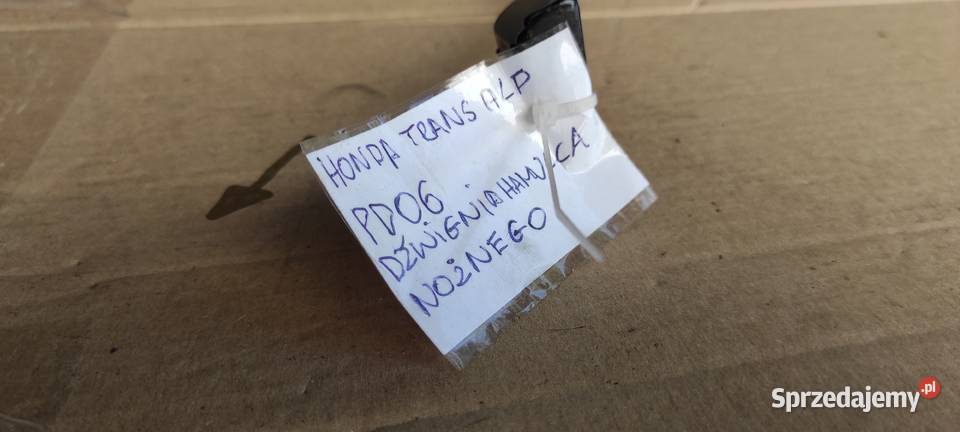 HONDA TRANS ALP
PD06
DŹWIGNIA HAMULCA
NOŻNEGO
Sprzedajemy.pl